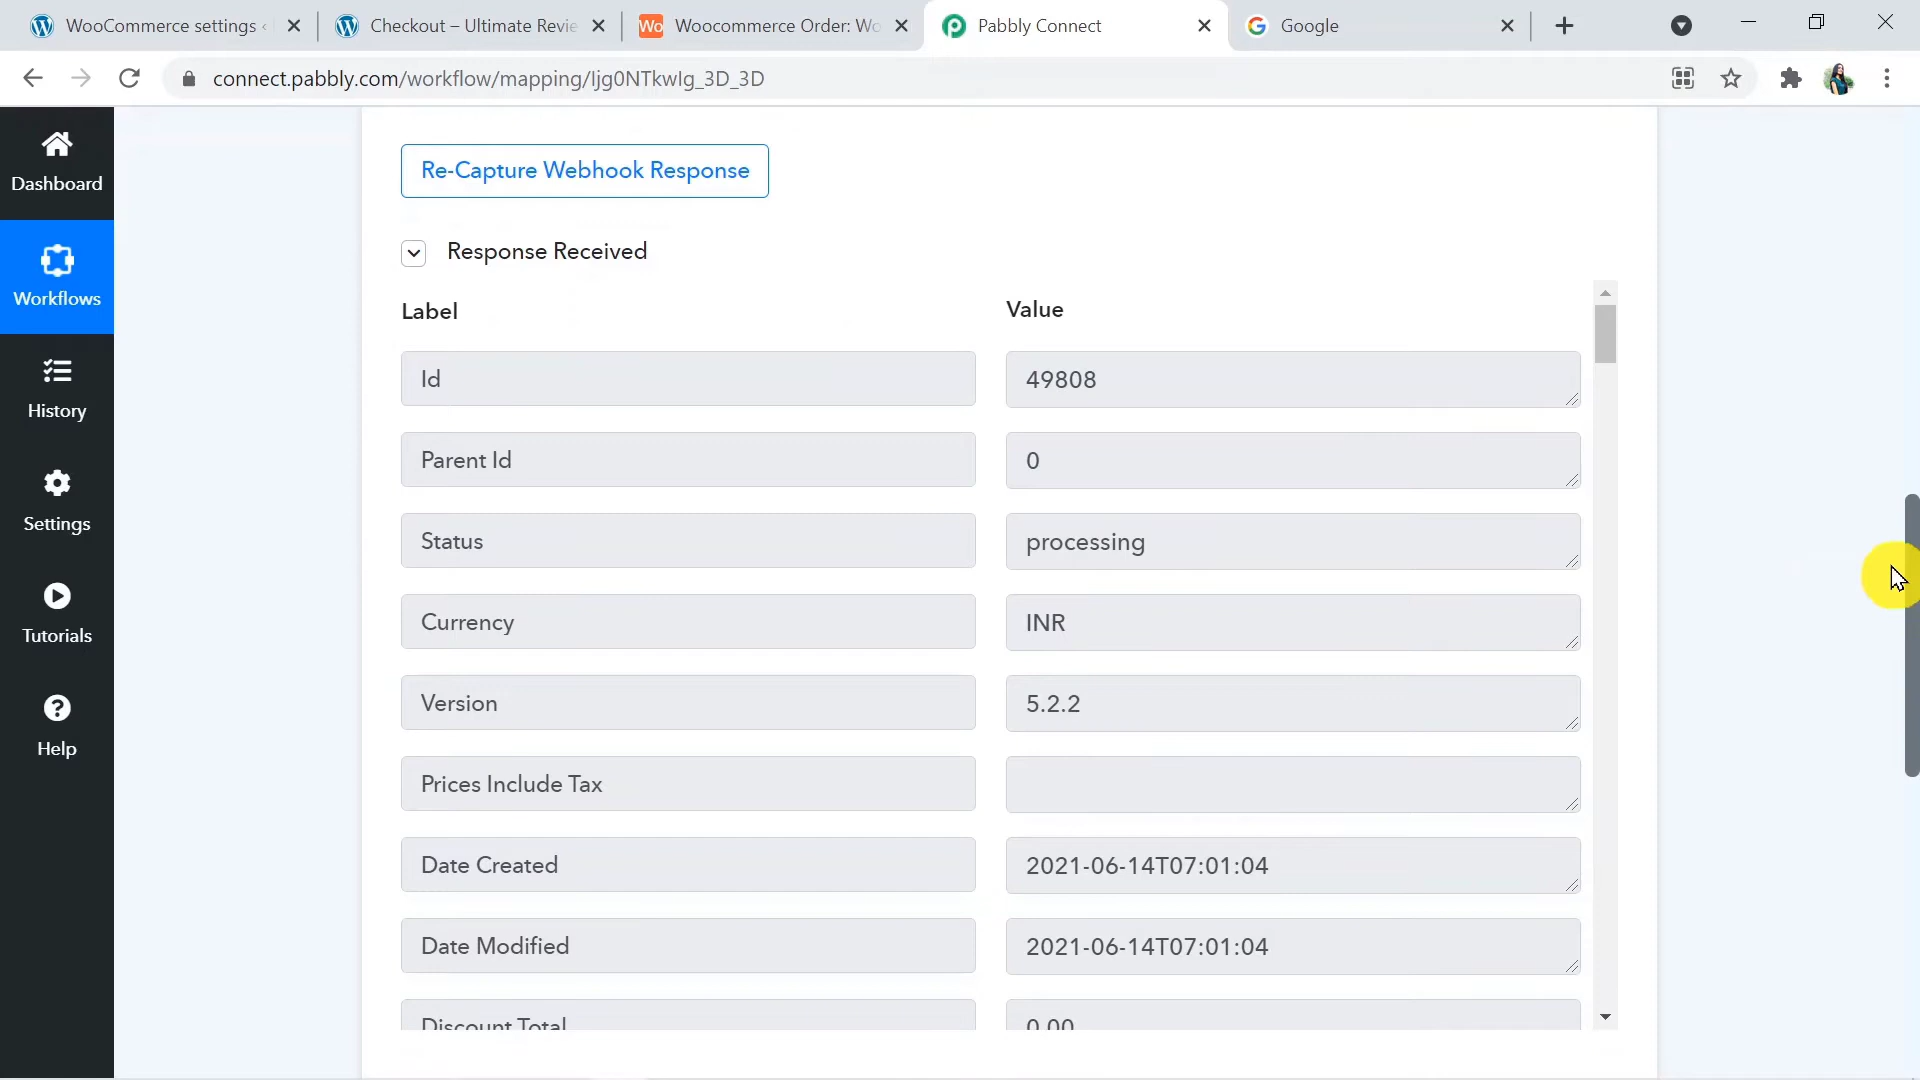 WooCommerce settings ‹
Checkout – Ultimate Revie
Wo
Woocommerce Order: Wo
Pabbly Connect
Google
connect.pabbly.com/workflow/mapping/Ijg0NTkwIg_3D_3D
Dashboard
Workflows
History
Settings
Tutorials
Help
Re-Capture Webhook Response
Response Received
Label Value
Id 49808
Parent Id 0
Status processing
Currency INR
Version 5.2.2
Prices Include Tax
Date Created 2021-06-14T07:01:04
Date Modified 2021-06-14T07:01:04
Discount Total 0.00